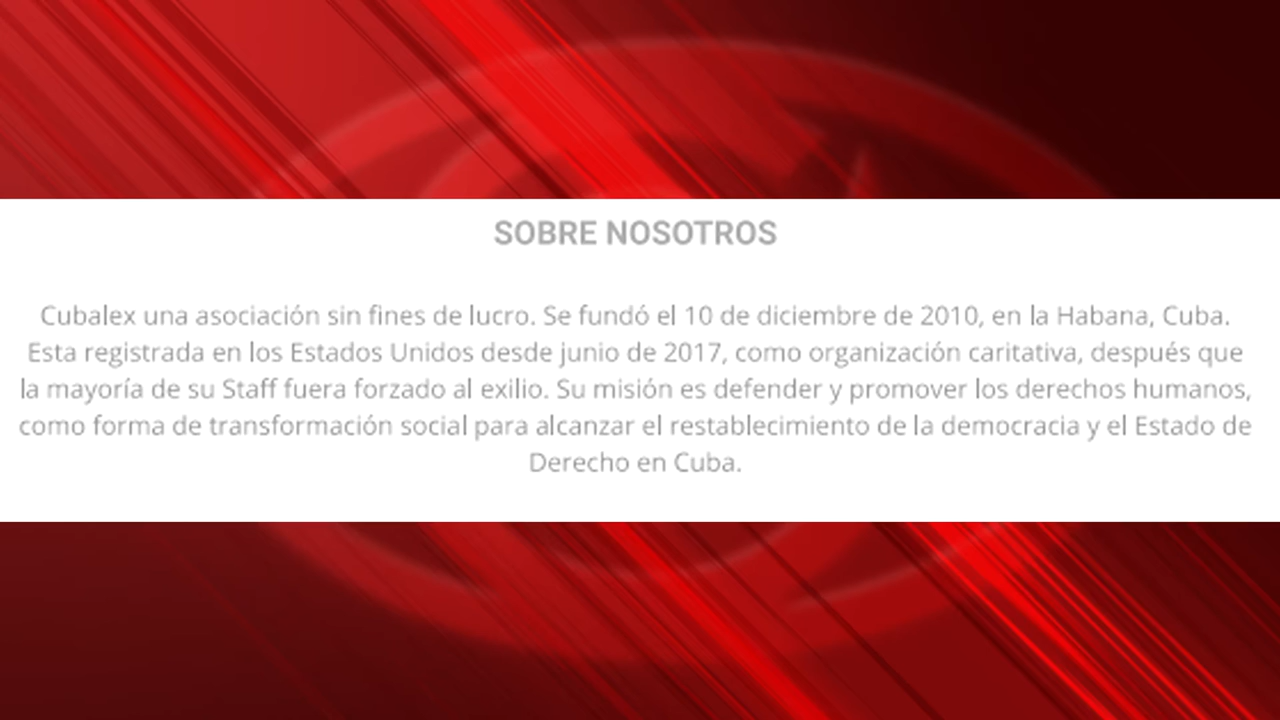 SOBRE NOSOTROS
Cubalex una asociación sin fines de lucro. Se fundó el 10 de diciembre de 2010, en la Habana, Cuba.
Esta registrada en los Estados Unidos desde junio de 2017, como organización caritativa, después que
la mayoría de su Staff fuera forzado al exilio. Su misión es defender y promover los derechos humanos,
como forma de transformación social para alcanzar el restablecimiento de la democracia y el Estado de
Derecho en Cuba.